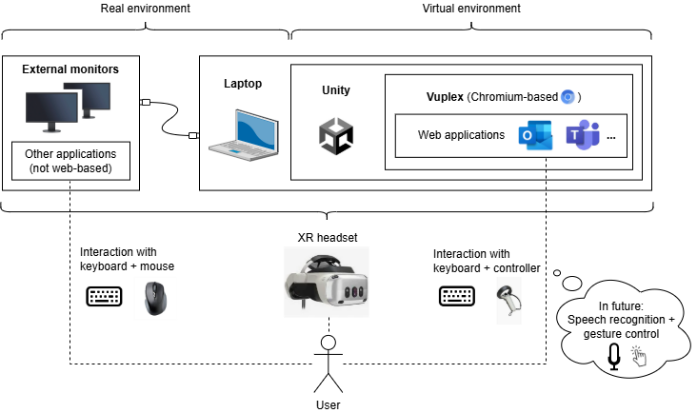 Real environment
Virtual environment
External monitors
Laptop
Unity
Vuplex (Chromium-based )
Web applications
...
Other applications
(not web-based)
XR headset
Interaction with
keyboard + mouse
Interaction with
keyboard + controller
In future:
Speech recognition +
gesture control
User